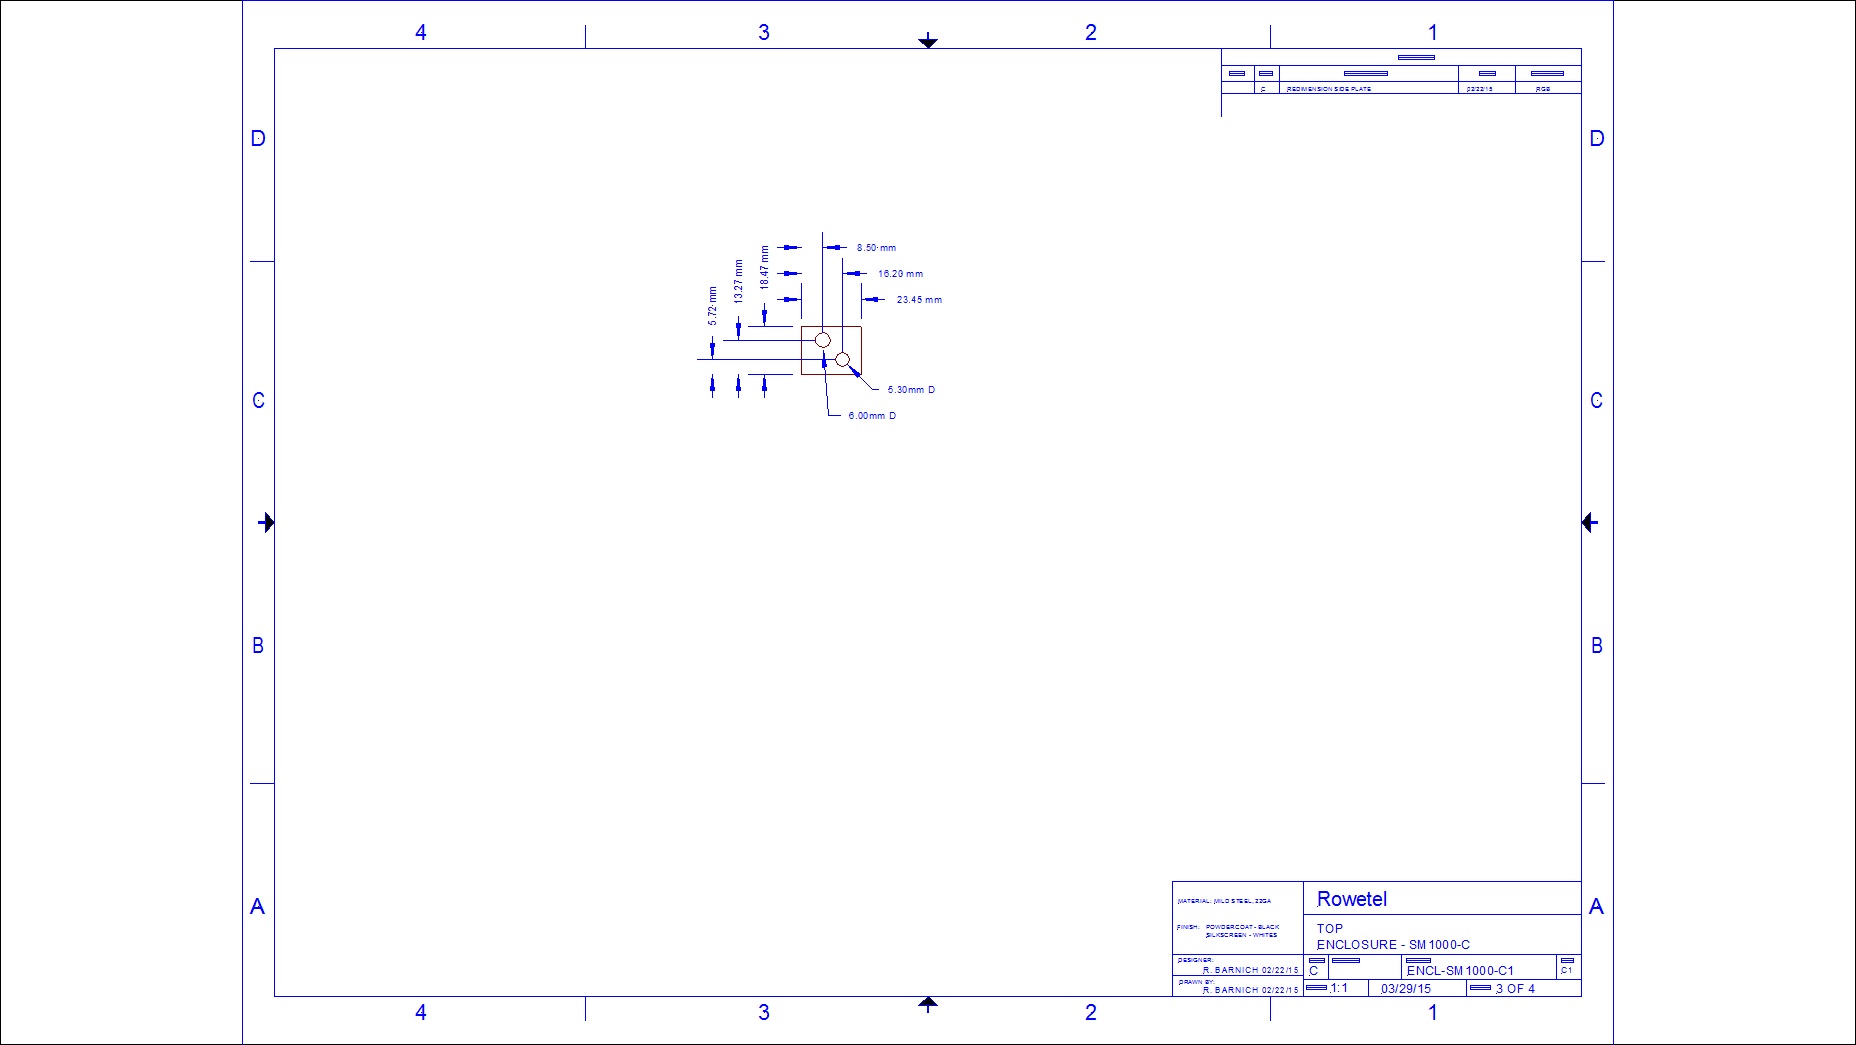 4 3 2 1
C REDIMENSION SIDE PLATE 02/22/15 RGB
D D
8.50 mm
16.20 mm
23.45 mm
18.47 mm
13.27 mm
5.72 mm
5.30mm D
6.00mm D
C C
B B
A A
MATERIAL: MILD STEEL, 22GA
FINISH: POWDERCOAT - BLACK
SILKSCREEN - WHITES
Rowetel
TOP
ENCLOSURE - SM1000-C
DESIGNER:
R. BARNICH 02/22/15
C ENCL-SM1000-C1 C1
DRAWN BY:
R. BARNICH 02/22/15
1:1 03/29/15 3 OF 4
4 3 2 1